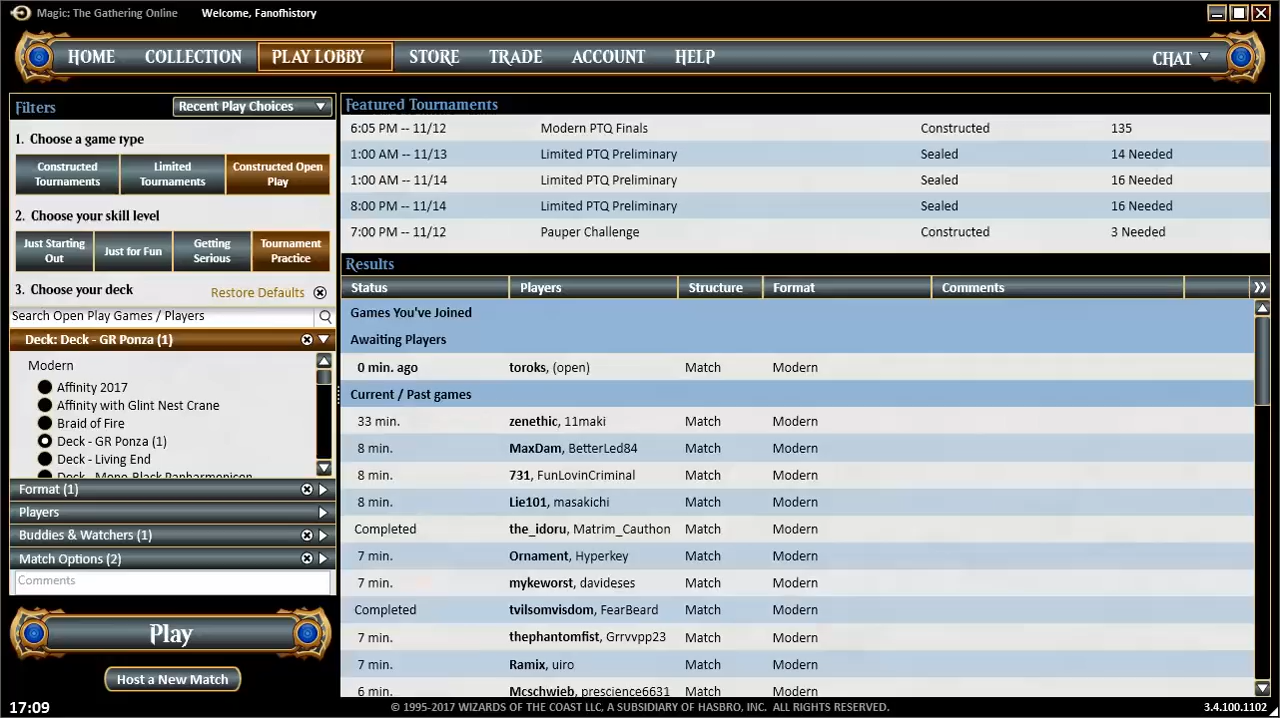 Magic: The Gathering Online Welcome, Fanofhistory
HOME COLLECTION PLAY LOBBY STORE TRADE ACCOUNT HELP CHAT
Filters Recent Play Choices
1. Choose a game type
Constructed Tournaments
Limited Tournaments
Constructed Open Play
2. Choose your skill level
Just Starting Out
Just for Fun
Getting Serious
Tournament Practice
3. Choose your deck
Restore Defaults
Search Open Play Games / Players
Deck: Deck - GR Ponza (1)
Modern
Affinity 2017
Affinity with Glint Nest Crane
Braid of Fire
Deck - GR Ponza (1)
Deck - Living End
Deck - Mono-Black Panharmonicon
Format (1)
Players
Buddies & Watchers (1)
Match Options (2)
Comments
Play
Host a New Match
17:09
Featured Tournaments
6:05 PM -- 11/12 Modern PTQ Finals Constructed 135
1:00 AM -- 11/13 Limited PTQ Preliminary Sealed 14 Needed
1:00 AM -- 11/14 Limited PTQ Preliminary Sealed 16 Needed
8:00 PM -- 11/14 Limited PTQ Preliminary Sealed 16 Needed
7:00 PM -- 11/12 Pauper Challenge Constructed 3 Needed
Results
Status Players Structure Format Comments
Games You've Joined
Awaiting Players
0 min. ago toroks, (open) Match Modern
Current / Past games
33 min. zenethic, 11maki Match Modern
8 min. MaxDam, BetterLed84 Match Modern
8 min. 731, FunLovinCriminal Match Modern
8 min. Lie101, masakichi Match Modern
Completed the_idoru, Matrim_Cauthon Match Modern
7 min. Ornament, Hyperkey Match Modern
7 min. mykeworst, davideses Match Modern
Completed tvilsomvisdom, FearBeard Match Modern
7 min. thephantomfist, Grrvvpp23 Match Modern
7 min. Ramix, uiro Match Modern
6 min. Mcschwieb, prescience6631 Match Modern
© 1995-2017 WIZARDS OF THE COAST LLC, A SUBSIDIARY OF HASBRO, INC. ALL RIGHTS RESERVED.
3.4.100.1102